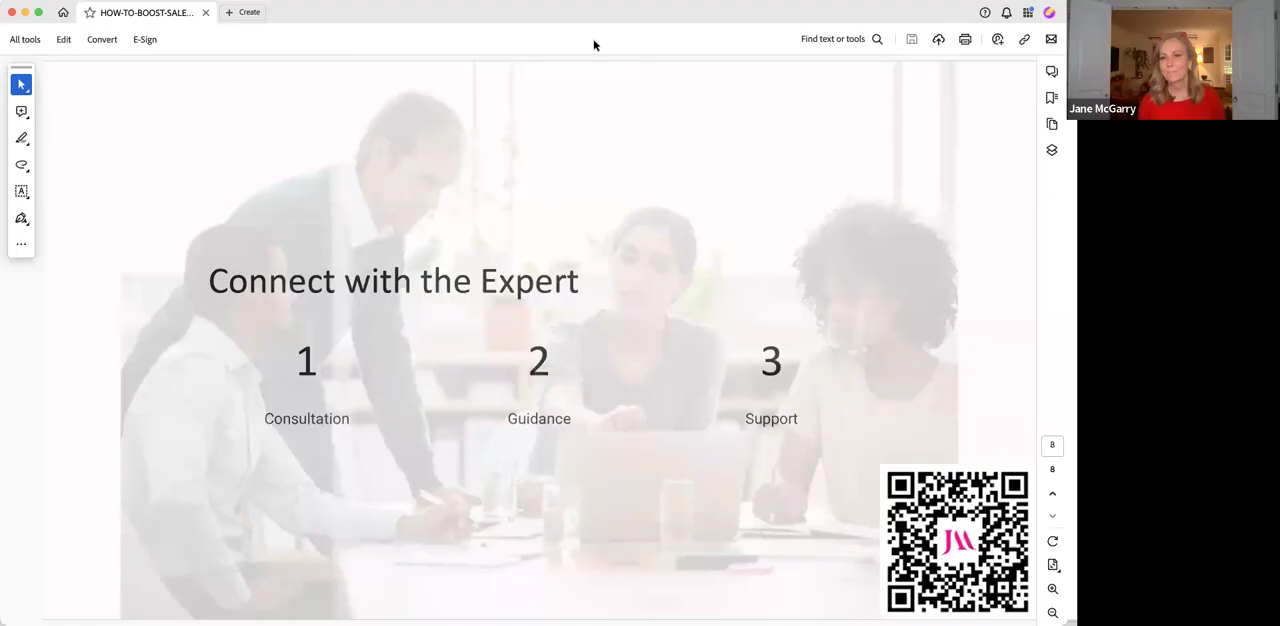 HOW-TO-BOOST-SALE...
Create
All tools
Edit
Convert
E-Sign
Find text or tools
Jane McGarry
Connect with the Expert
1
2
3
Consultation
Guidance
Support
8
8
JM